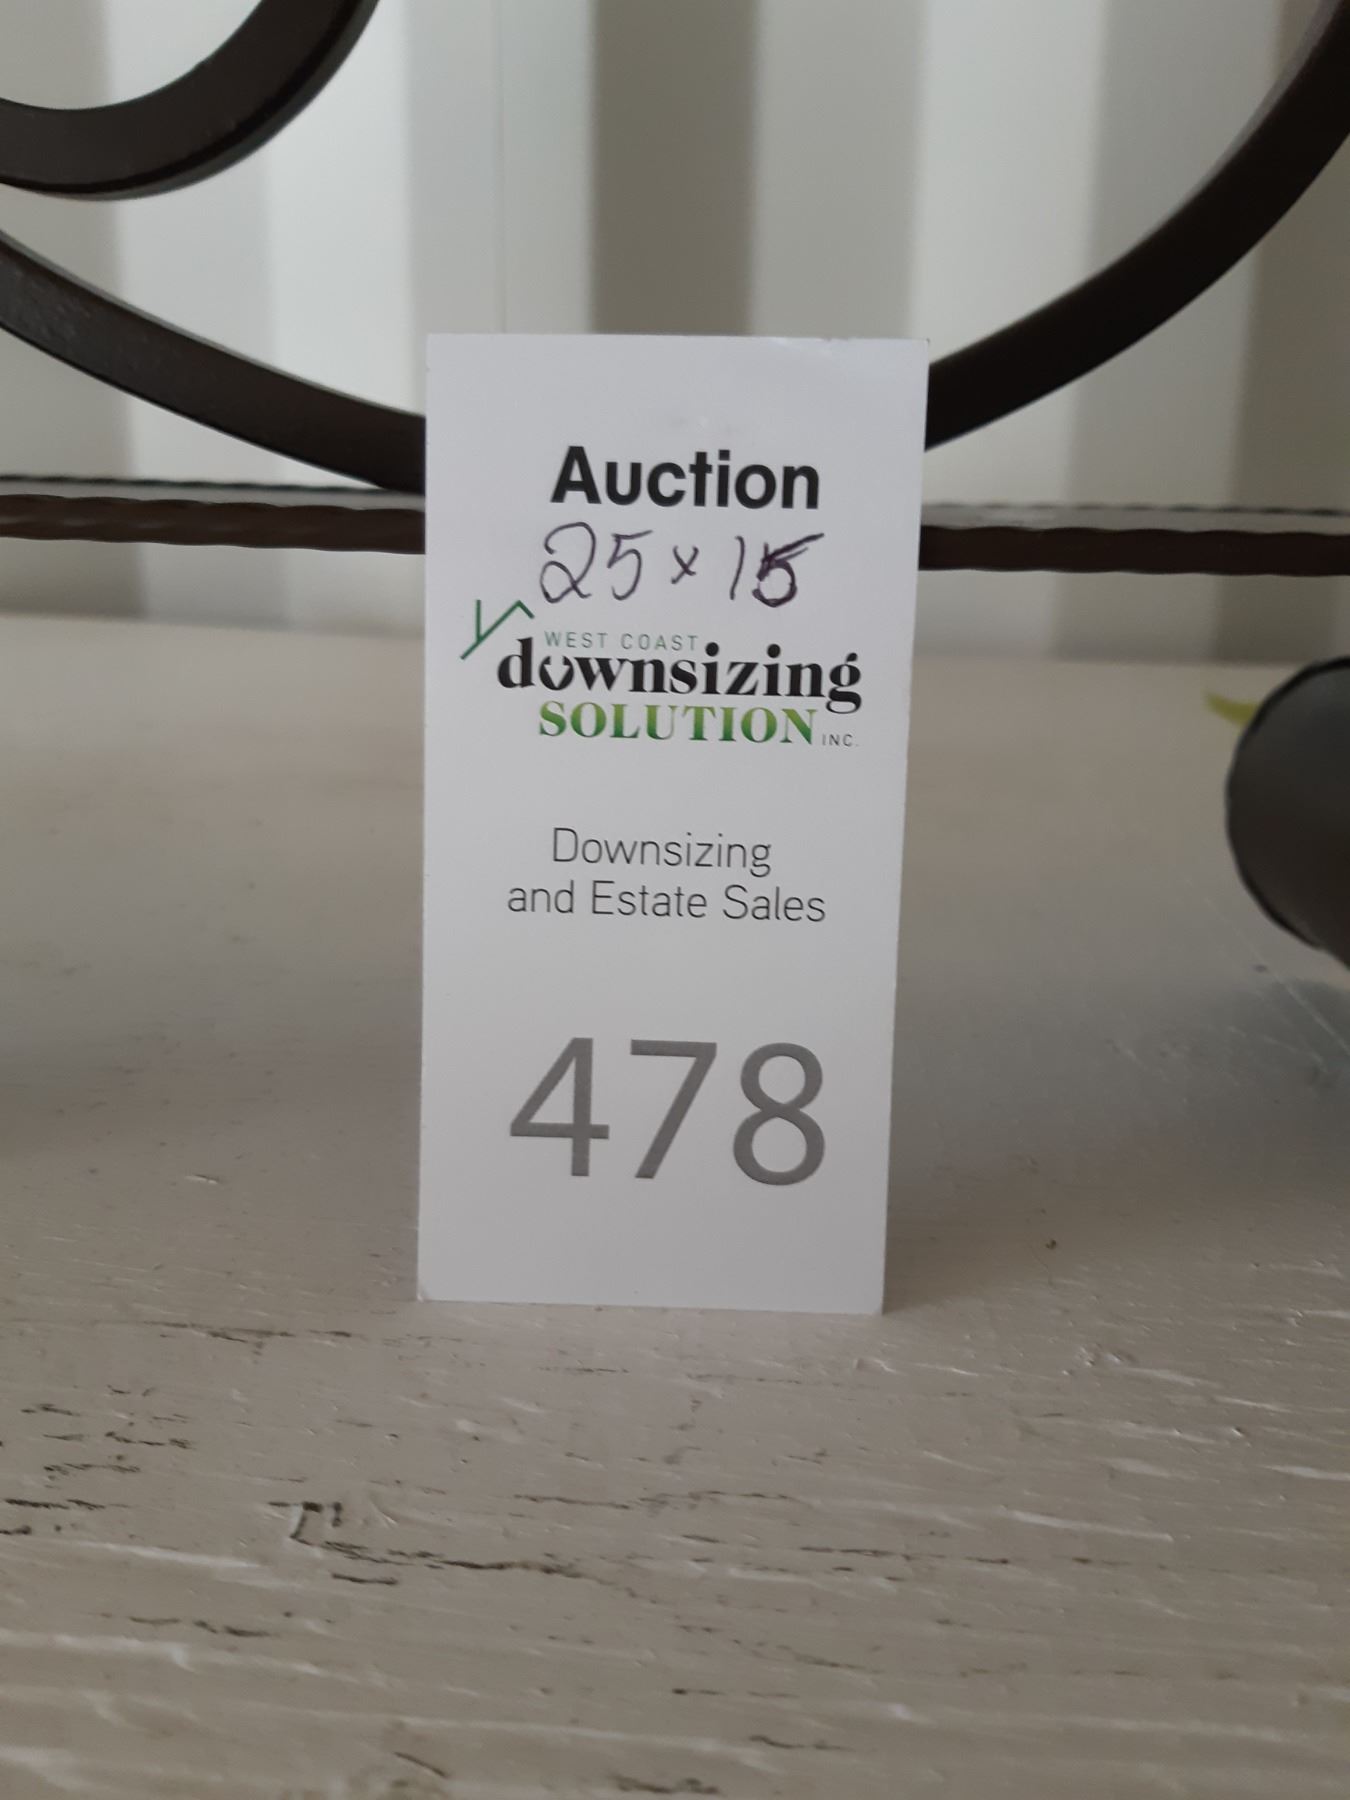 Auction
25 x 15
WEST COAST
downsizing
SOLUTION INC.
Downsizing
and Estate Sales
478